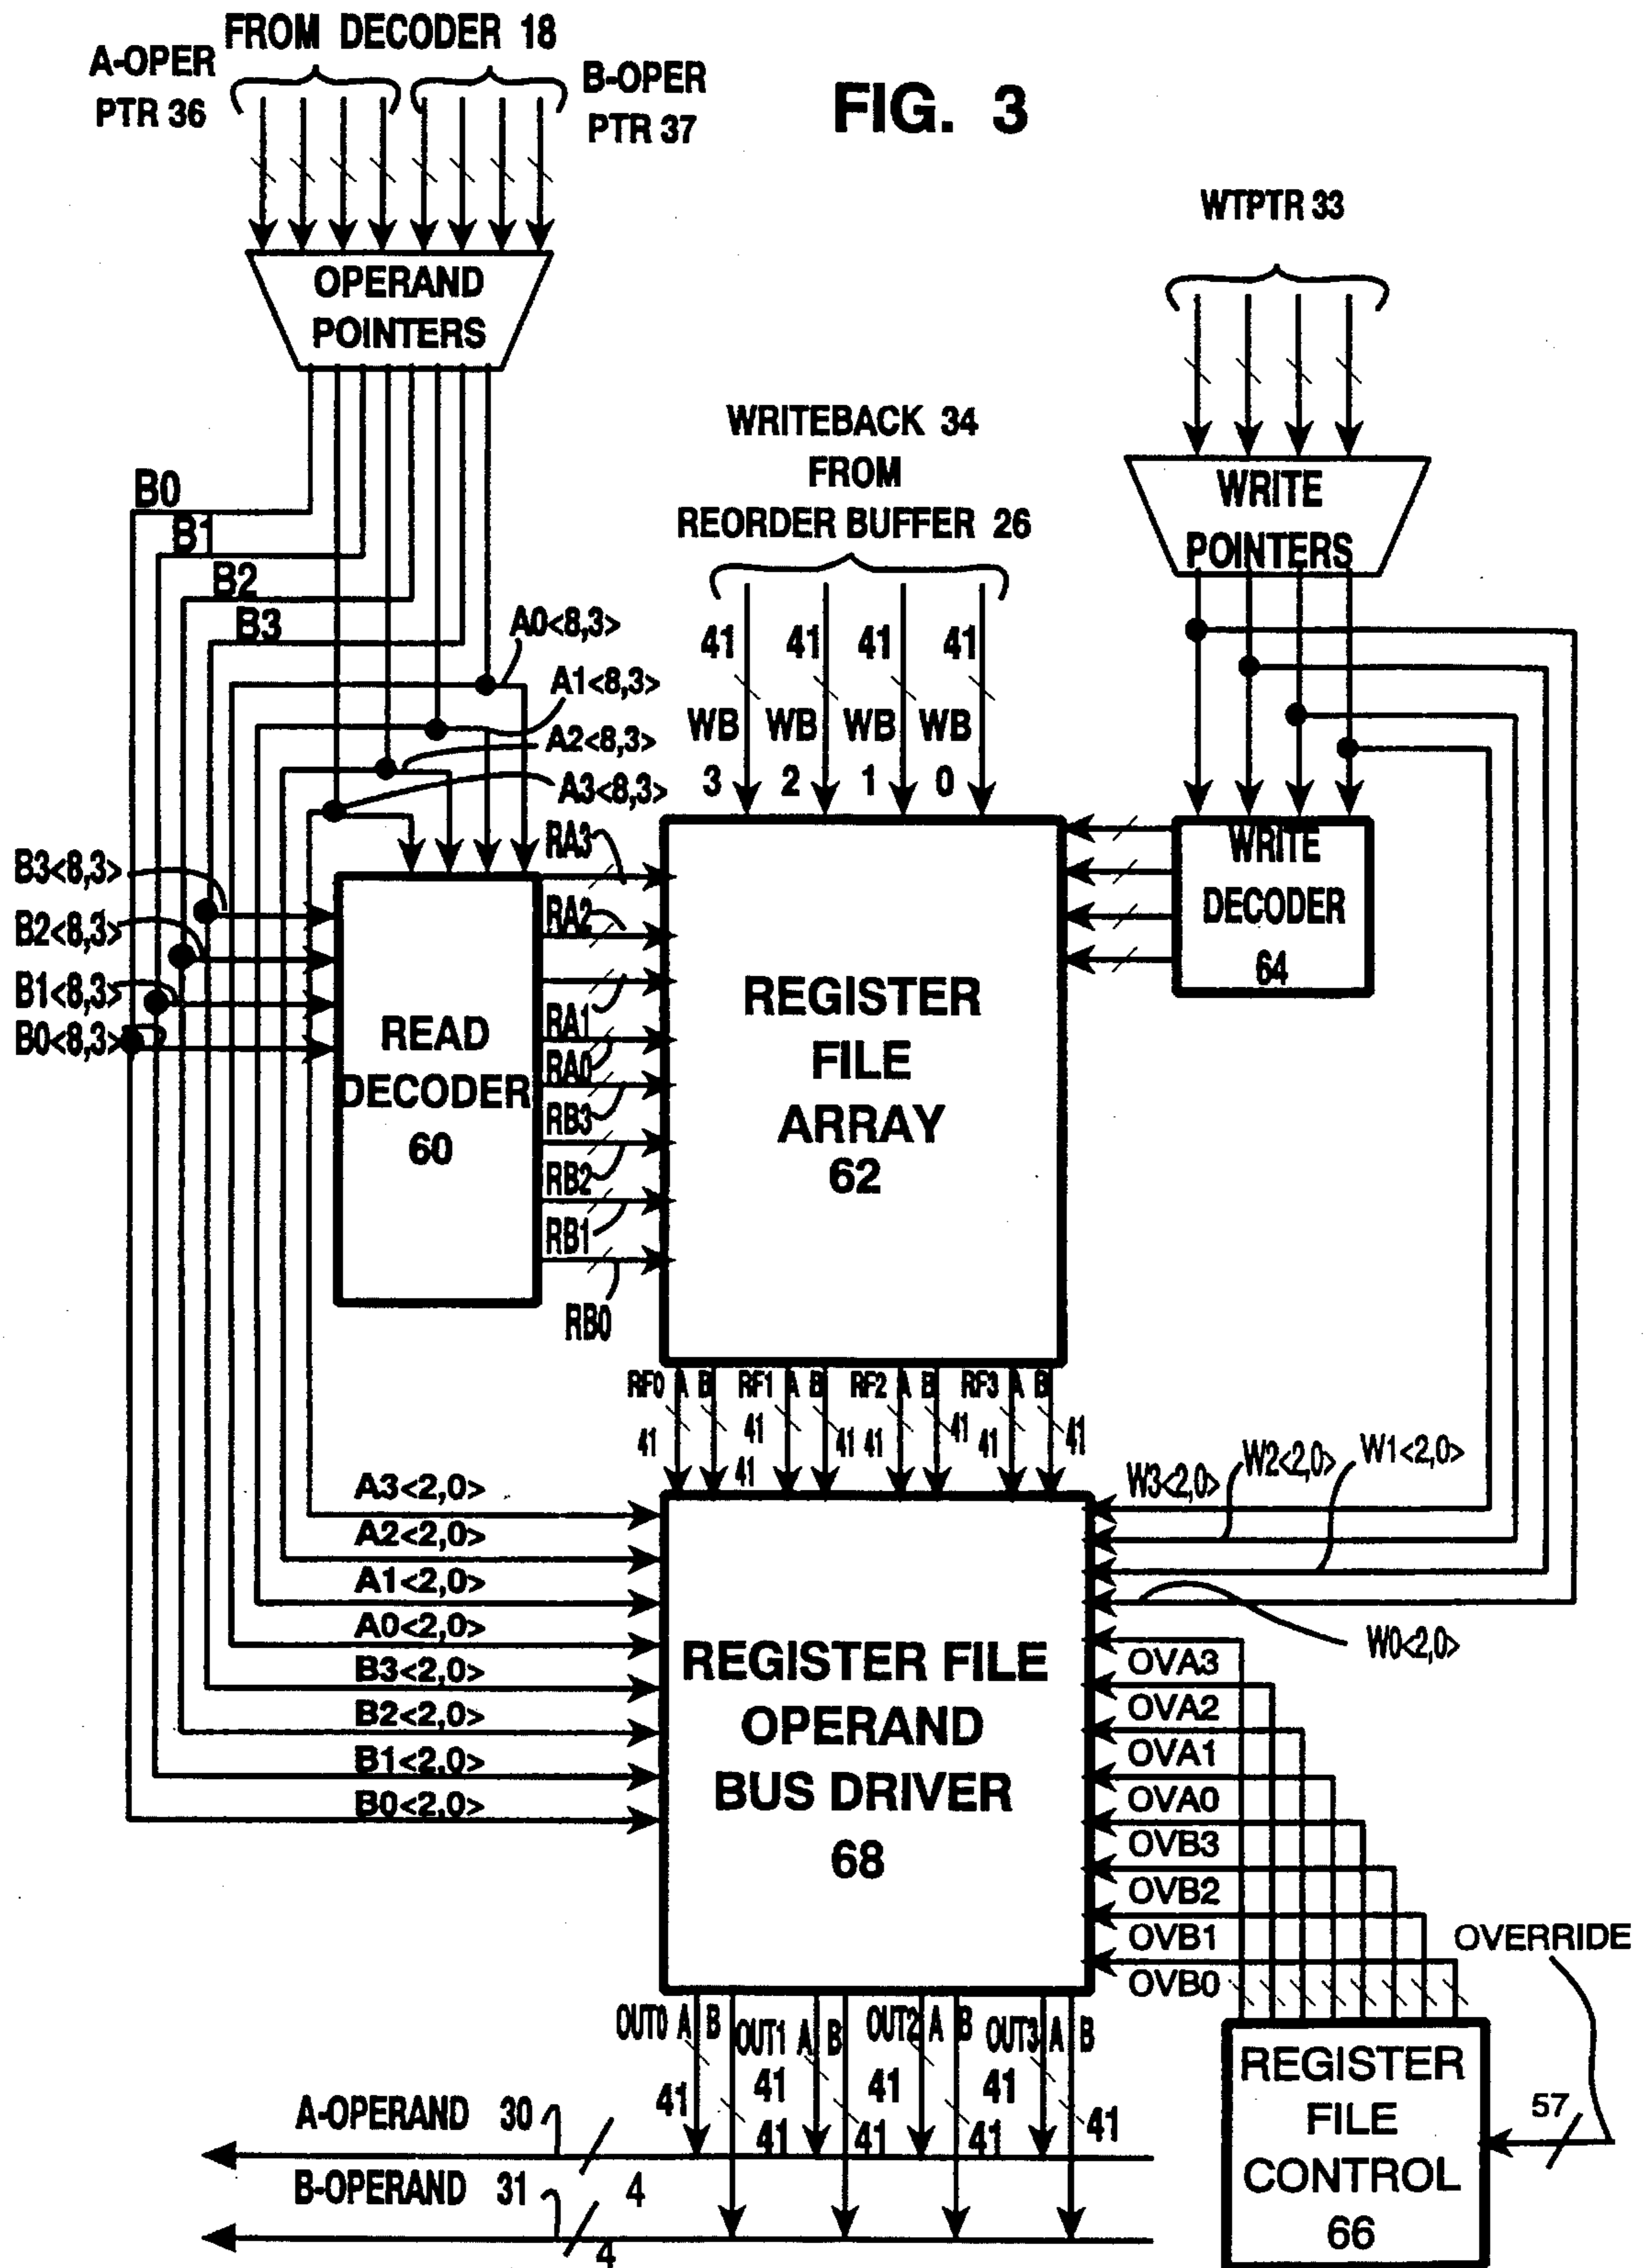 FROM DECODER 18
A-OPER
PTR 36
B-OPER
PTR 37
FIG. 3
WTPTR 33
OPERAND
POINTERS
WRITEBACK 34
FROM
REORDER BUFFER 26
WRITE
POINTERS
B0
B1
B2
B3
A0<8,3>
A1<8,3>
A2<8,3>
A3<8,3>
41 41 41 41
WB WB WB WB
3 2 1 0
B3<8,3>
B2<8,3>
B1<8,3>
B0<8,3>
READ
DECODER
60
RA3
RA2
RA1
RA0
RB3
RB2
RB1
RB0
REGISTER
FILE
ARRAY
62
WRITE
DECODER
64
RF0 A B RF1 A B RF2 A B RF3 A B
41 41 41 41 41 41 41
41
A3<2,0>
A2<2,0>
A1<2,0>
A0<2,0>
B3<2,0>
B2<2,0>
B1<2,0>
B0<2,0>
REGISTER FILE
OPERAND
BUS DRIVER
68
W3<2,0>
W2<2,0>
W1<2,0>
W0<2,0>
OVA3
OVA2
OVA1
OVA0
OVB3
OVB2
OVB1
OVB0
OVERRIDE
OUT0 A B OUT1 A B OUT2 A B OUT3 A B
41 41 41 41
41 41 41 41
A-OPERAND 30
4
B-OPERAND 31
4
REGISTER
FILE
CONTROL
66
57